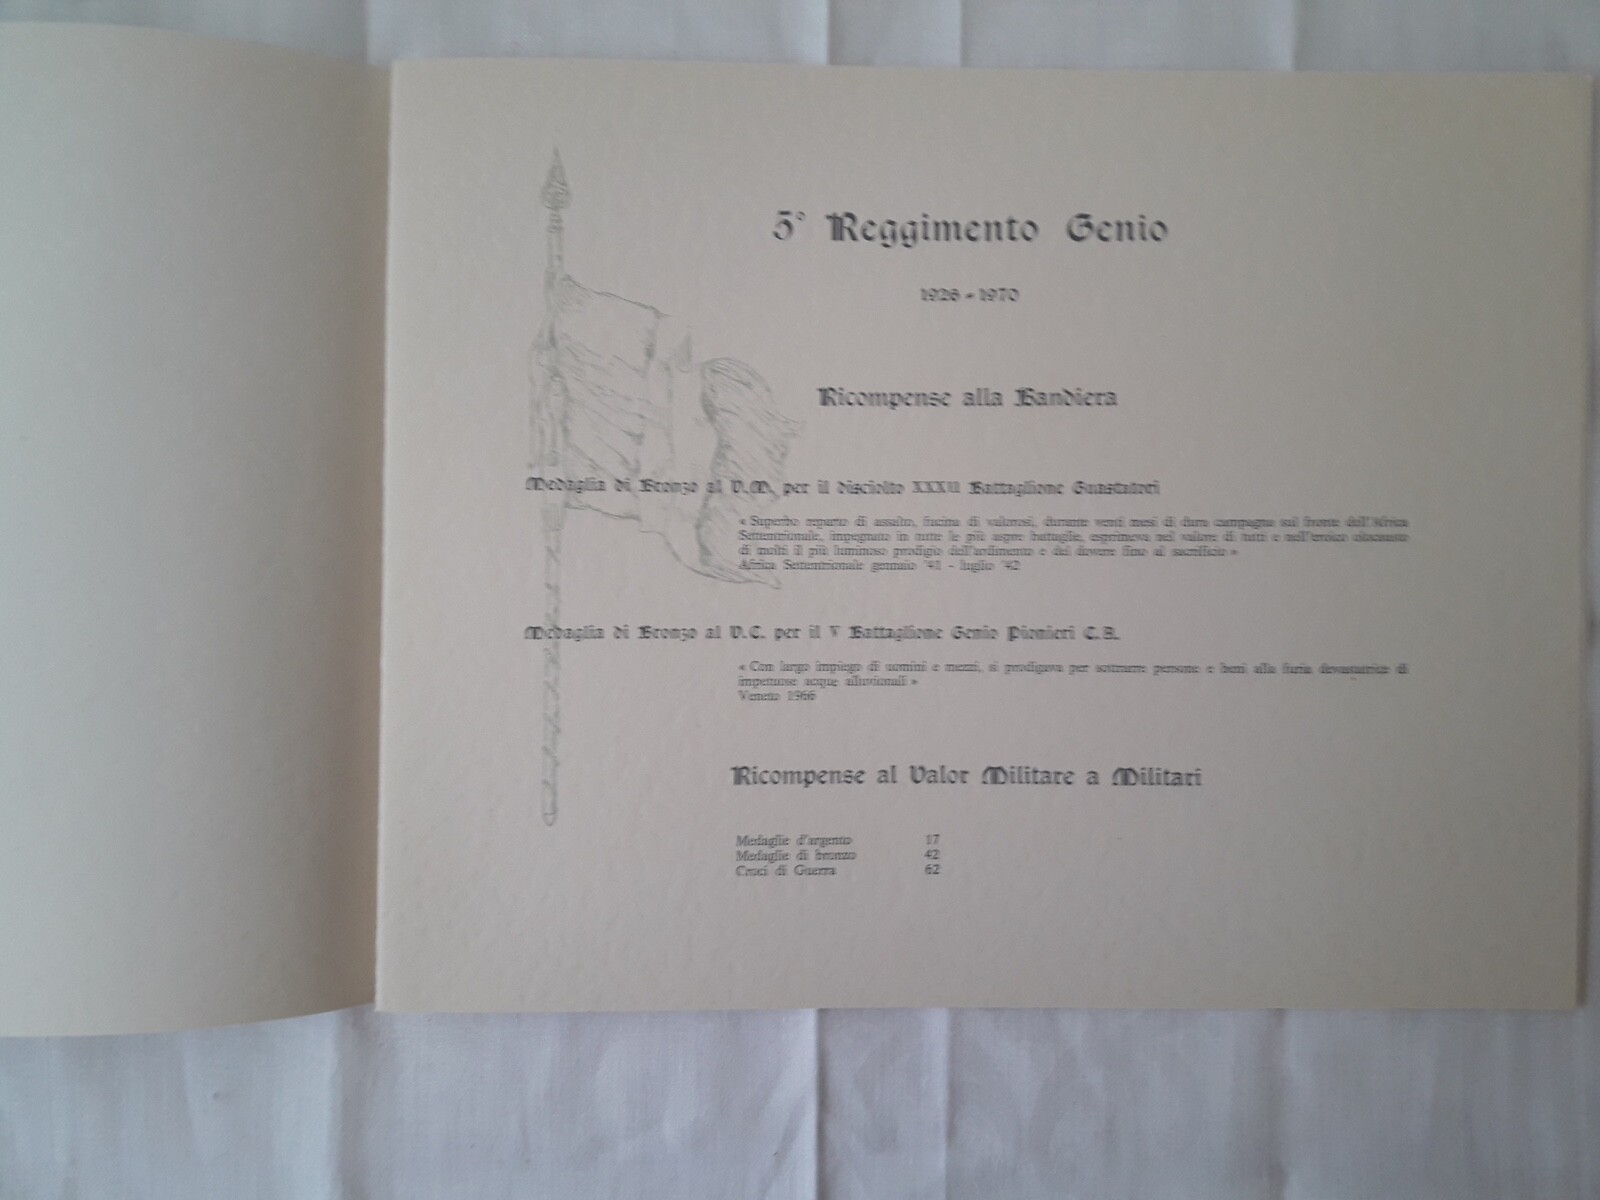 5° Reggimento Genio
1926 - 1970
Ricompense alla Bandiera
Medaglia di Bronzo al V.M. per il disciolto XXXII Battaglione Guastatori
« Superbo reparto di assalto, fucina di valorosi, durante venti mesi di dura campagna sul fronte dell'Africa
Settentrionale, impegnato in tutte le più aspre battaglie, esprimeva nel valore di tutti e nell'eroico olocausto
di molti il più luminoso prodigio dell'ardimento e del dovere fino al sacrificio »
Africa Settentrionale gennaio '41 - luglio '42
Medaglia di Bronzo al V.C. per il V Battaglione Genio Pionieri C.A.
« Con largo impiego di uomini e mezzi, si prodigava per sottrarre persone e beni alla furia devastatrice di
impetuose acque alluvionali »
Veneto 1966
Ricompense al Valor Militare a Militari
Medaglie d'argento 17
Medaglie di bronzo 42
Croci di Guerra 62